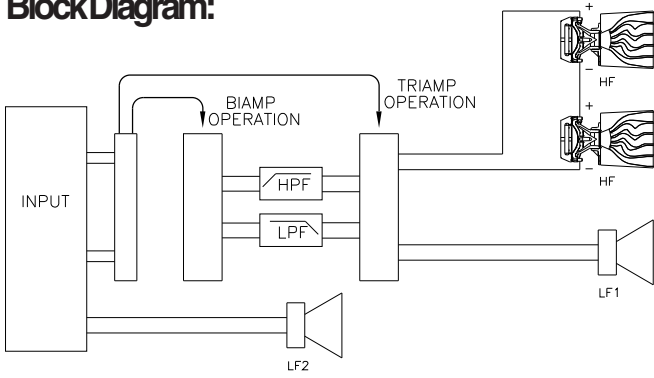 Block Diagram:
+
TRIAMP
OPERATION
BIAMP
OPERATION
−
HF
+
−
HF
HPF
INPUT
LPF
LF1
LF2